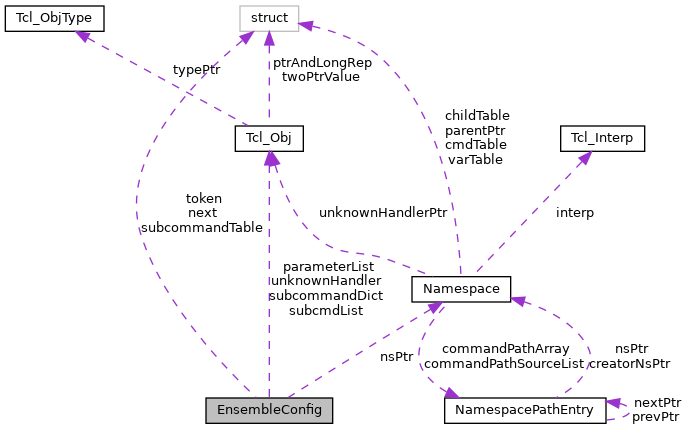 Tcl_ObjType
struct
typePtr
ptrAndLongRep
twoPtrValue
childTable
parentPtr
cmdTable
varTable
Tcl_Obj
Tcl_Interp
token
next
subcommandTable
unknownHandlerPtr
interp
parameterList
unknownHandler
subcommandDict
subcmdList
Namespace
nsPtr
commandPathArray
commandPathSourceList
nsPtr
creatorNsPtr
EnsembleConfig
NamespacePathEntry
nextPtr
prevPtr